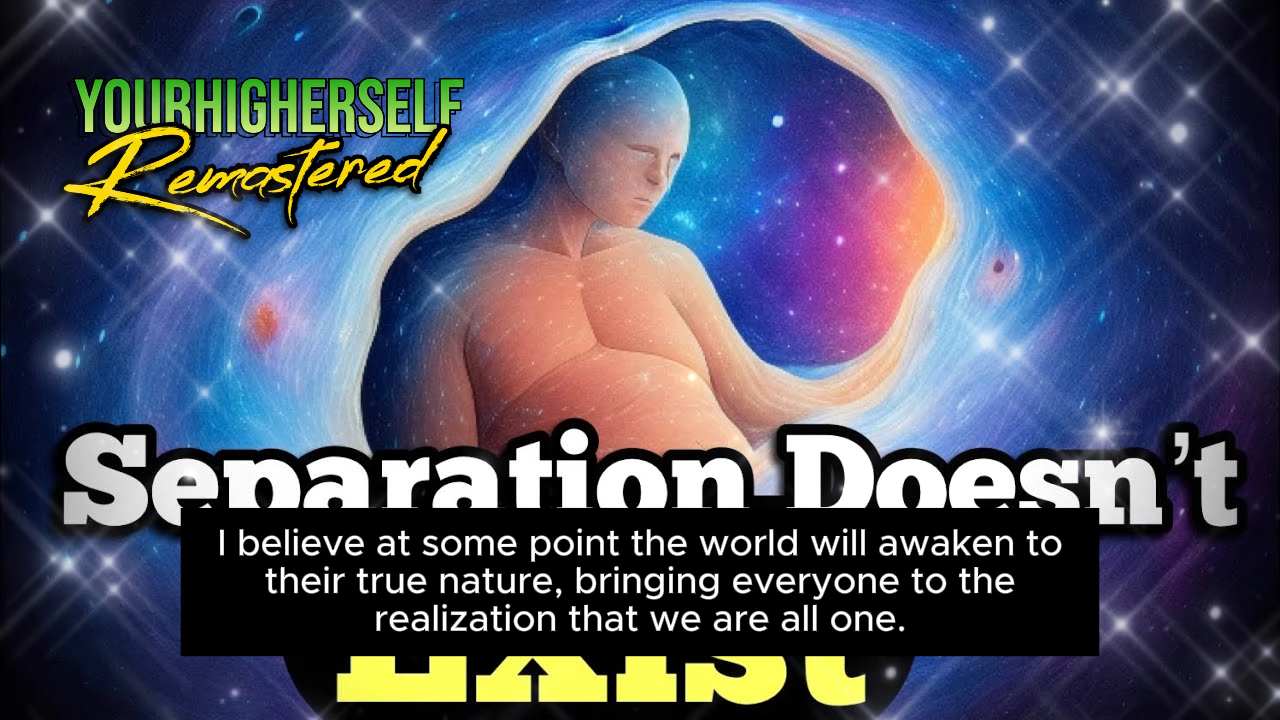 YOURHIGHERSELF
Remastered
Separation Doesn't
I believe at some point the world will awaken to
their true nature, bringing everyone to the
realization that we are all one.
Exist